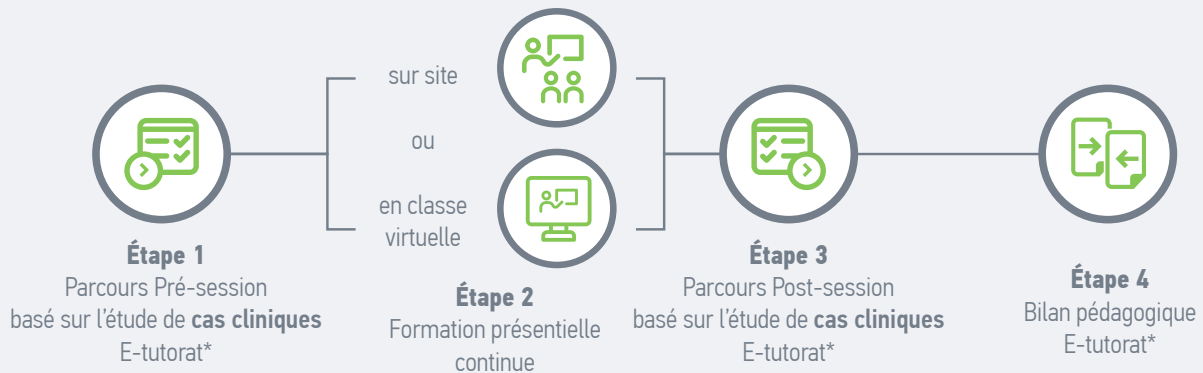 Étape 1
Parcours Pré-session
basé sur l'étude de cas cliniques
E-tutorat*
sur site
ou
en classe
virtuelle
Étape 2
Formation présentielle
continue
Étape 3
Parcours Post-session
basé sur l'étude de cas cliniques
E-tutorat*
Étape 4
Bilan pédagogique
E-tutorat*